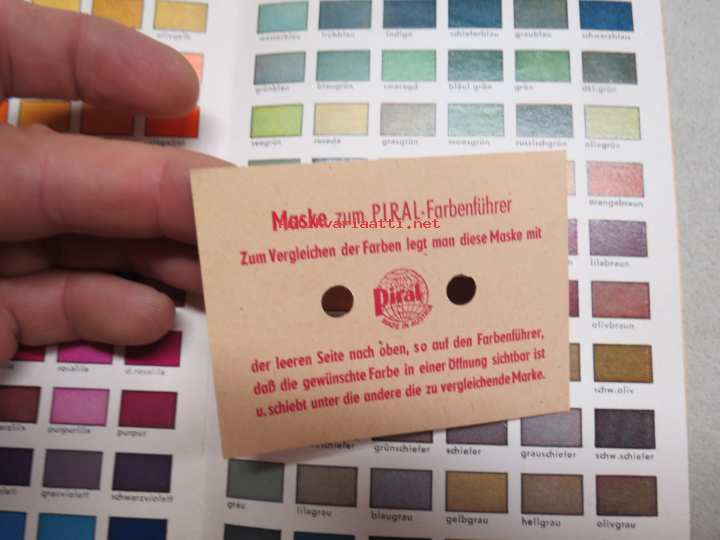 olivgelb
wasserblau frühblau indigo schieferblau graublau schwarzblau
grünblau blaugrün smaragd bläul.grün grün dkl.grün
seegrün reseda grasgrün moosgrün russischgrün olivgrün
orangebraun
lilabraun
olivbraun
schw.oliv
grünschiefer schiefer grauschiefer schw.schiefer
grau lilagrau blaugrau gelbgrau hellgrau olivgrau
rosalila d.rosalila
purpurlila purpur
grauviolett schwarzviolett
Maske zum PIRAL-Farbenführer
Zum Vergleichen der Farben legt man diese Maske mit
Piral
MADE IN AUSTRIA
der leeren Seite nach oben, so auf den Farbenführer,
daß die gewünschte Farbe in einer Öffnung sichtbar ist
u. schiebt unter die andere die zu vergleichende Marke.